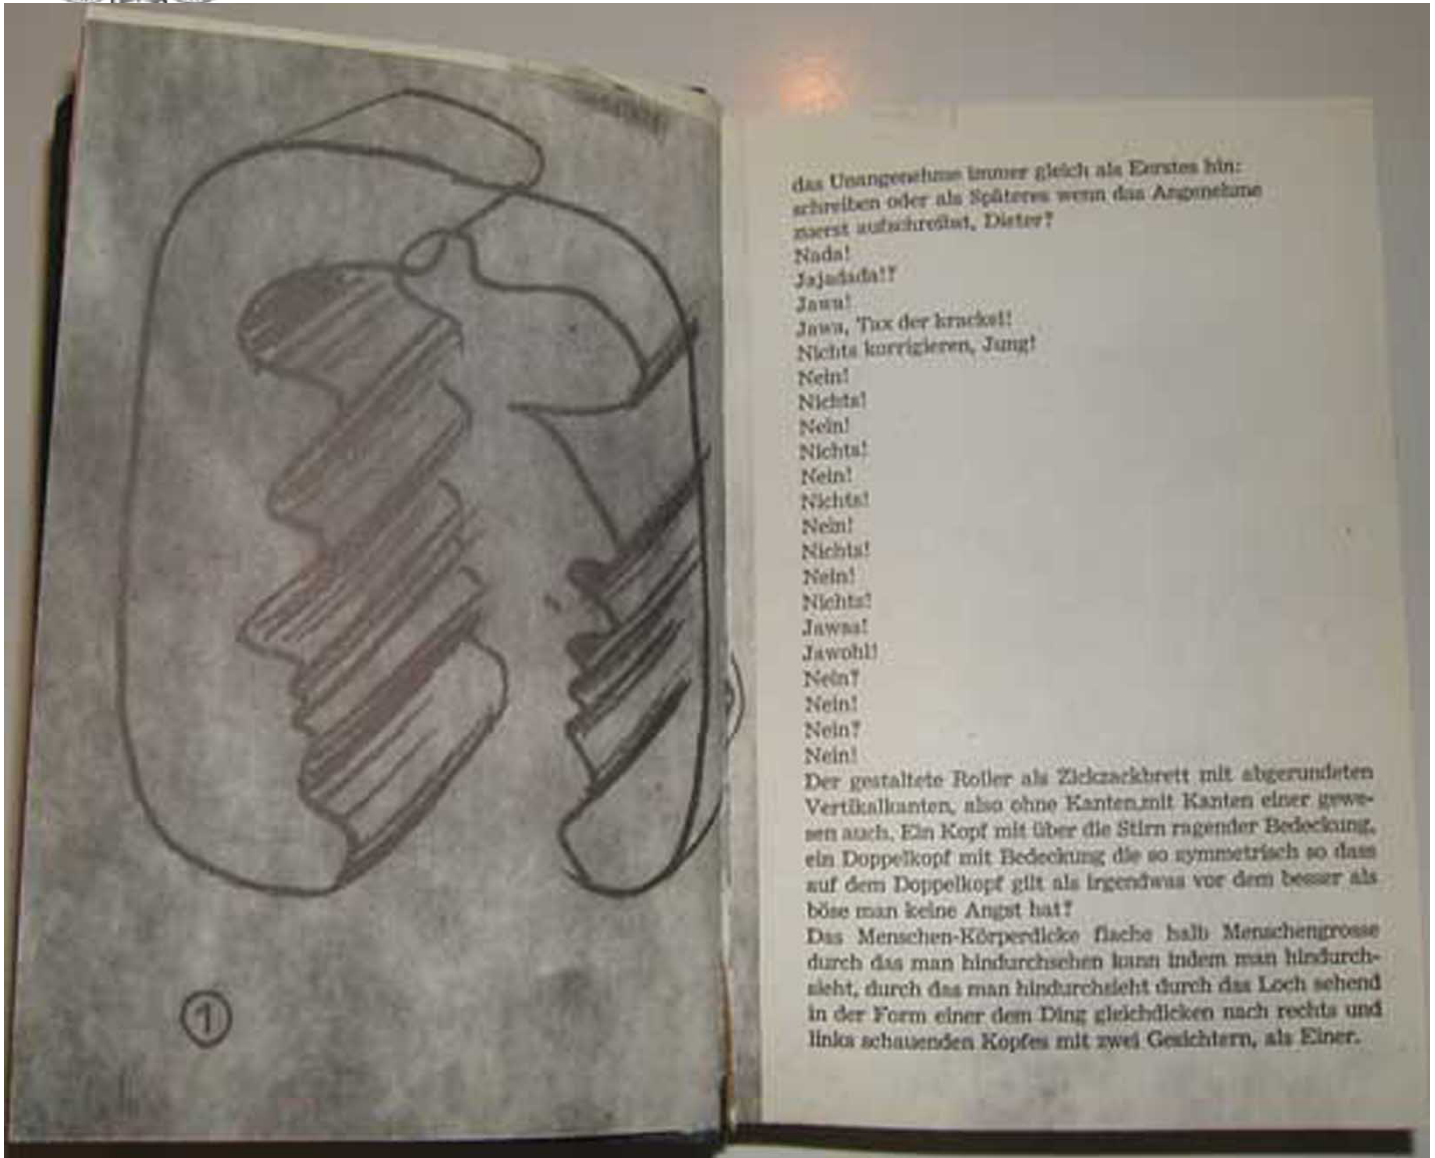 ①
das Unangenehme immer gleich als Eerstes hin:
schreiben oder als Späteres wenn das Angenehme
zuerst aufschreibst, Dieter?
Nada!
Jajadada!?
Jawa!
Jawa, Tux der krackel!
Nichts korrigieren, Jung!
Nein!
Nichts!
Nein!
Nichts!
Nein!
Nichts!
Nein!
Nichts!
Nein!
Nichts!
Jawaa!
Jawohl!
Nein?
Nein!
Nein?
Nein!
Der gestaltete Roller als Zickzackbrett mit abgerundeten
Vertikalkanten, also ohne Kanten,mit Kanten einer gewe-
sen auch. Ein Kopf mit über die Stirn ragender Bedeckung,
ein Doppelkopf mit Bedeckung die so symmetrisch so dass
auf dem Doppelkopf gilt als irgendwas vor dem besser als
böse man keine Angst hat?
Das Menschen-Körperdicke flache halb Menschengrosse
durch das man hindurchsehen kann indem man hindurch-
sieht, durch das man hindurchsieht durch das Loch sehend
in der Form einer dem Ding gleichdicken nach rechts und
links schauenden Kopfes mit zwei Gesichtern, als Einer.